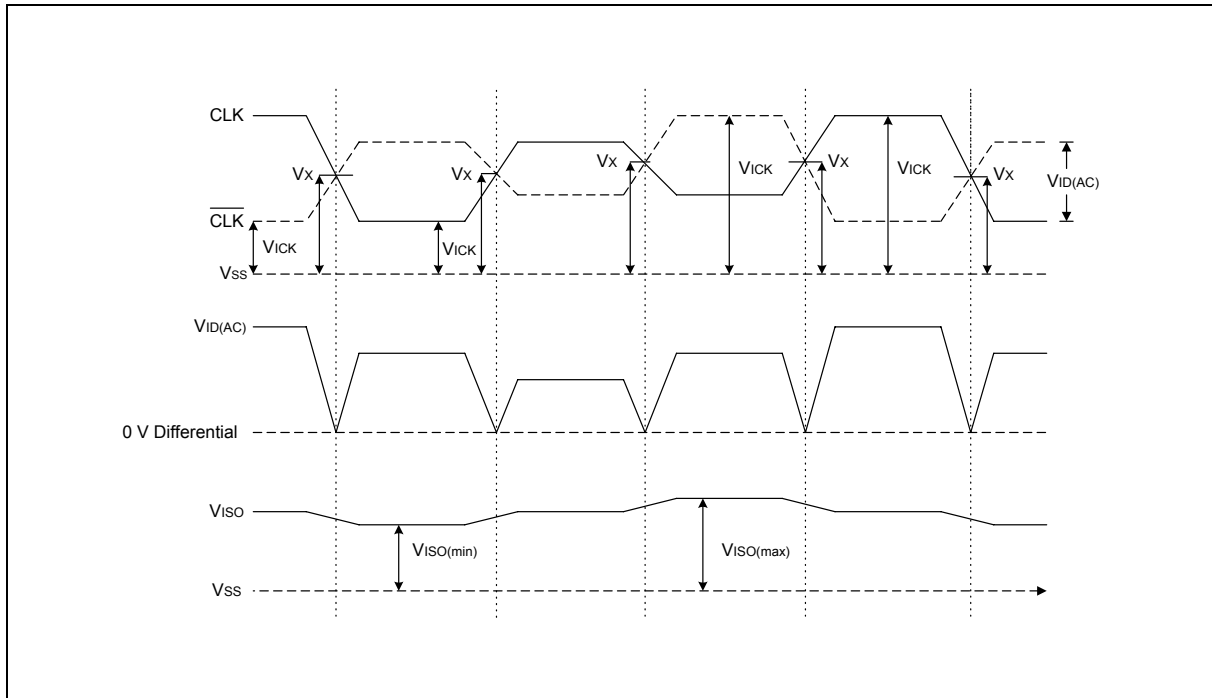 CLK
VX
VX
VX
VICK
VX
VICK
VX
VID(AC)
CLK
VICK
VICK
VSS
VID(AC)
0 V Differential
VISO
VISO(min)
VISO(max)
VSS